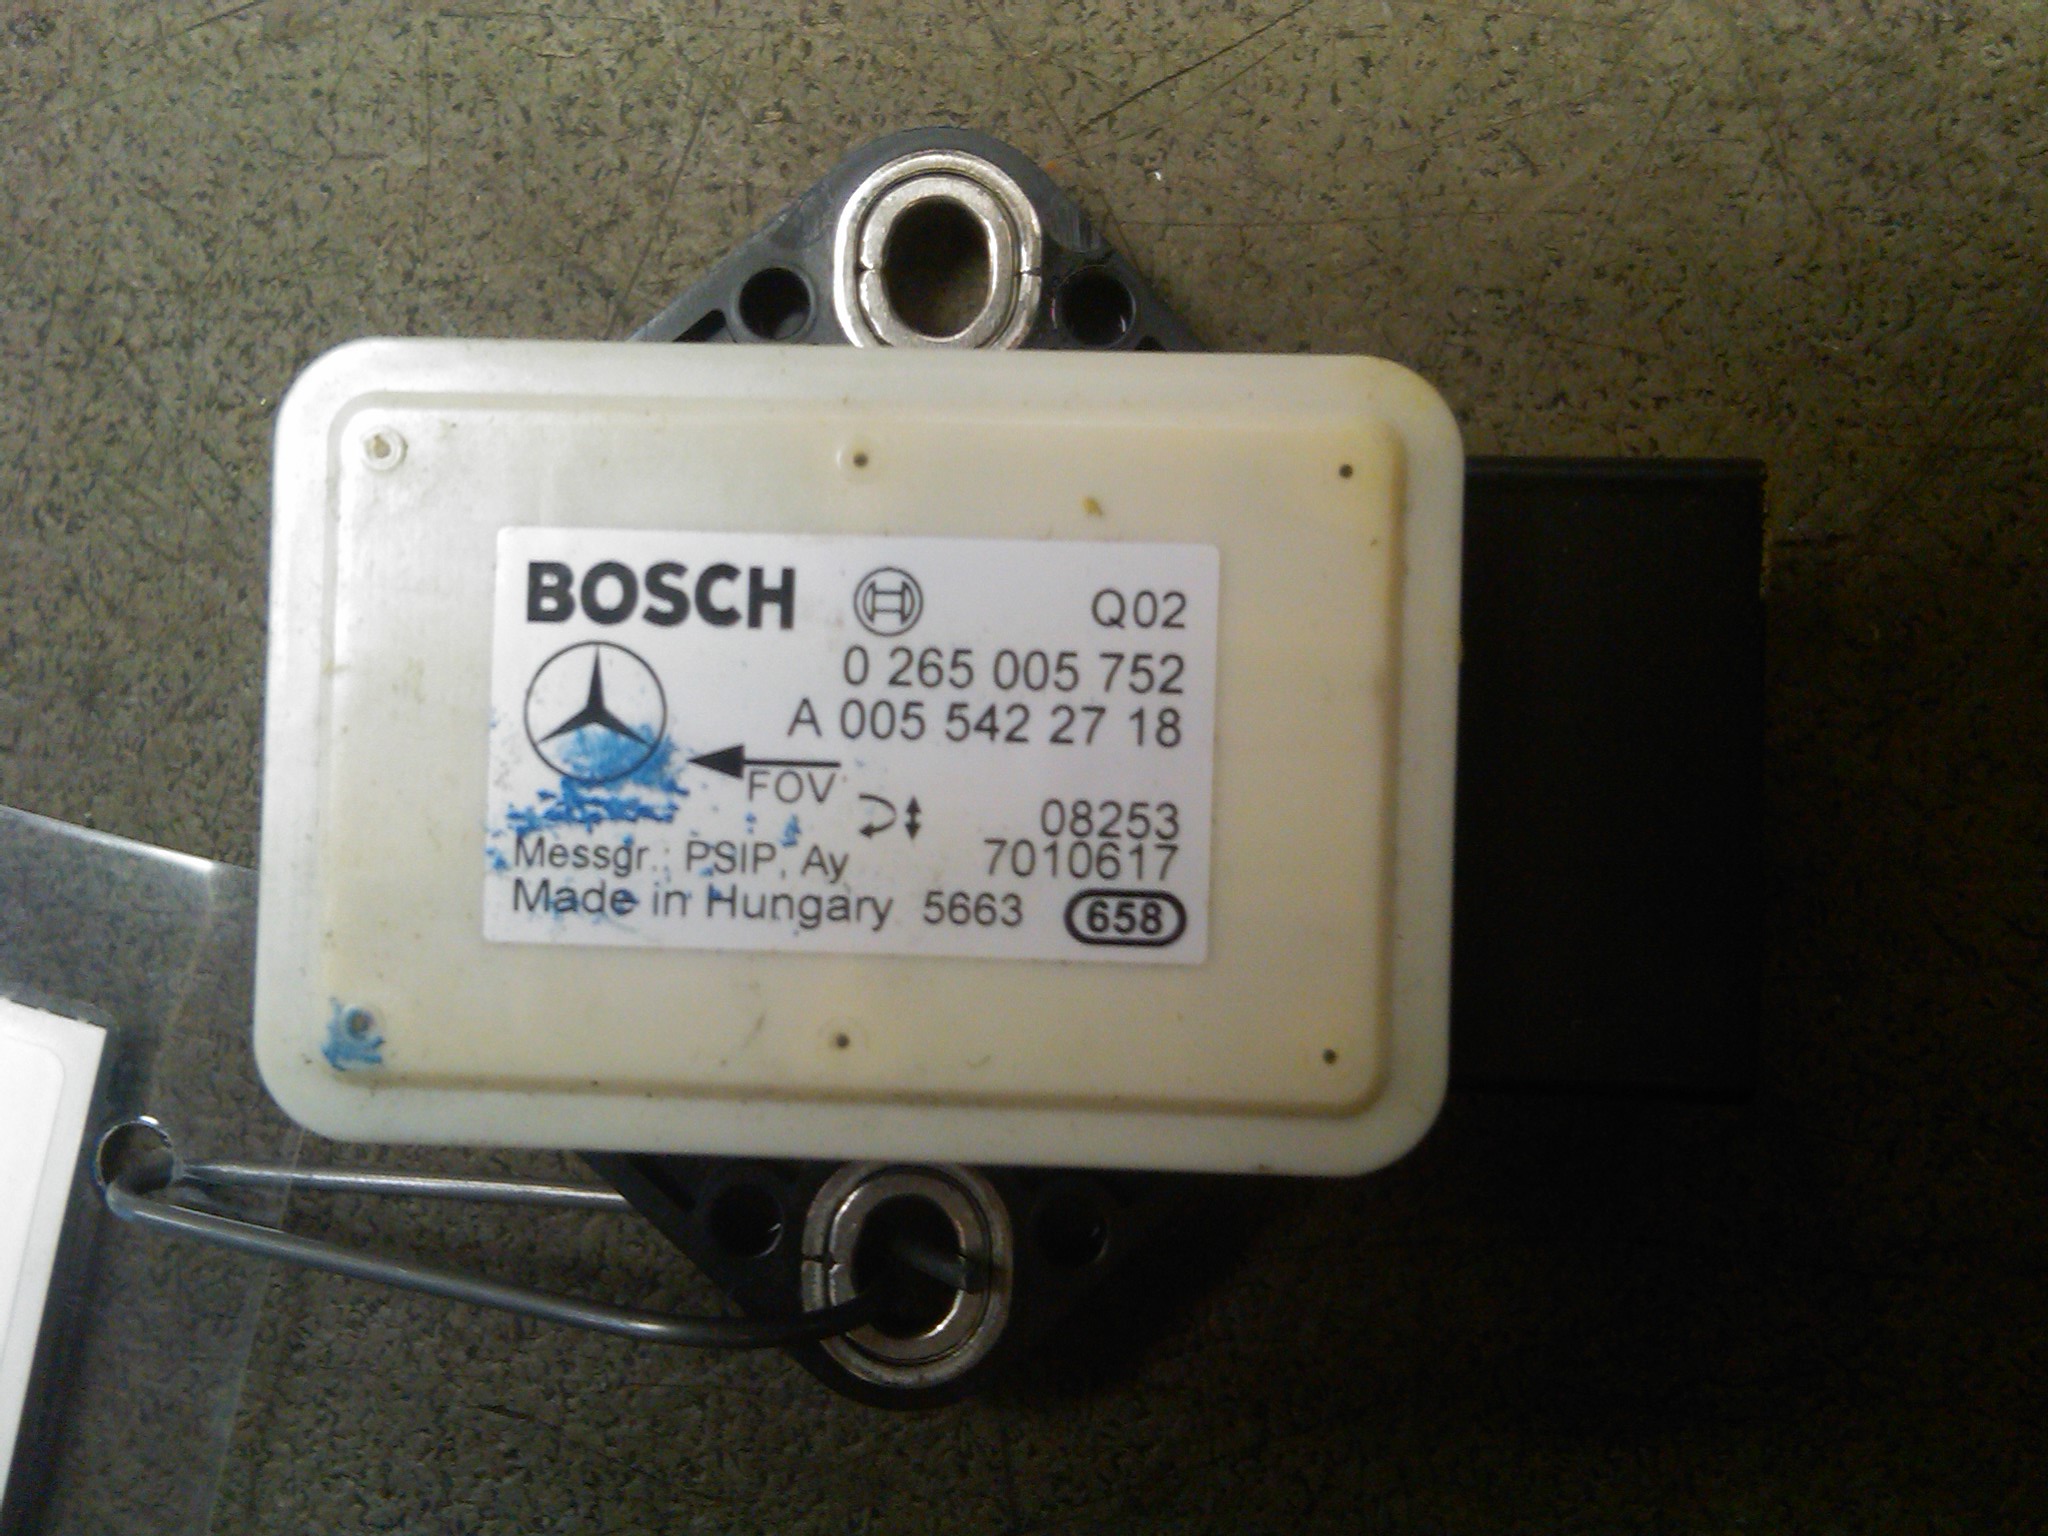 BOSCH Q02
0 265 005 752
A 005 542 27 18
FOV
08253
Messgr.: PSIP, Ay 7010617
Made in Hungary 5663 658